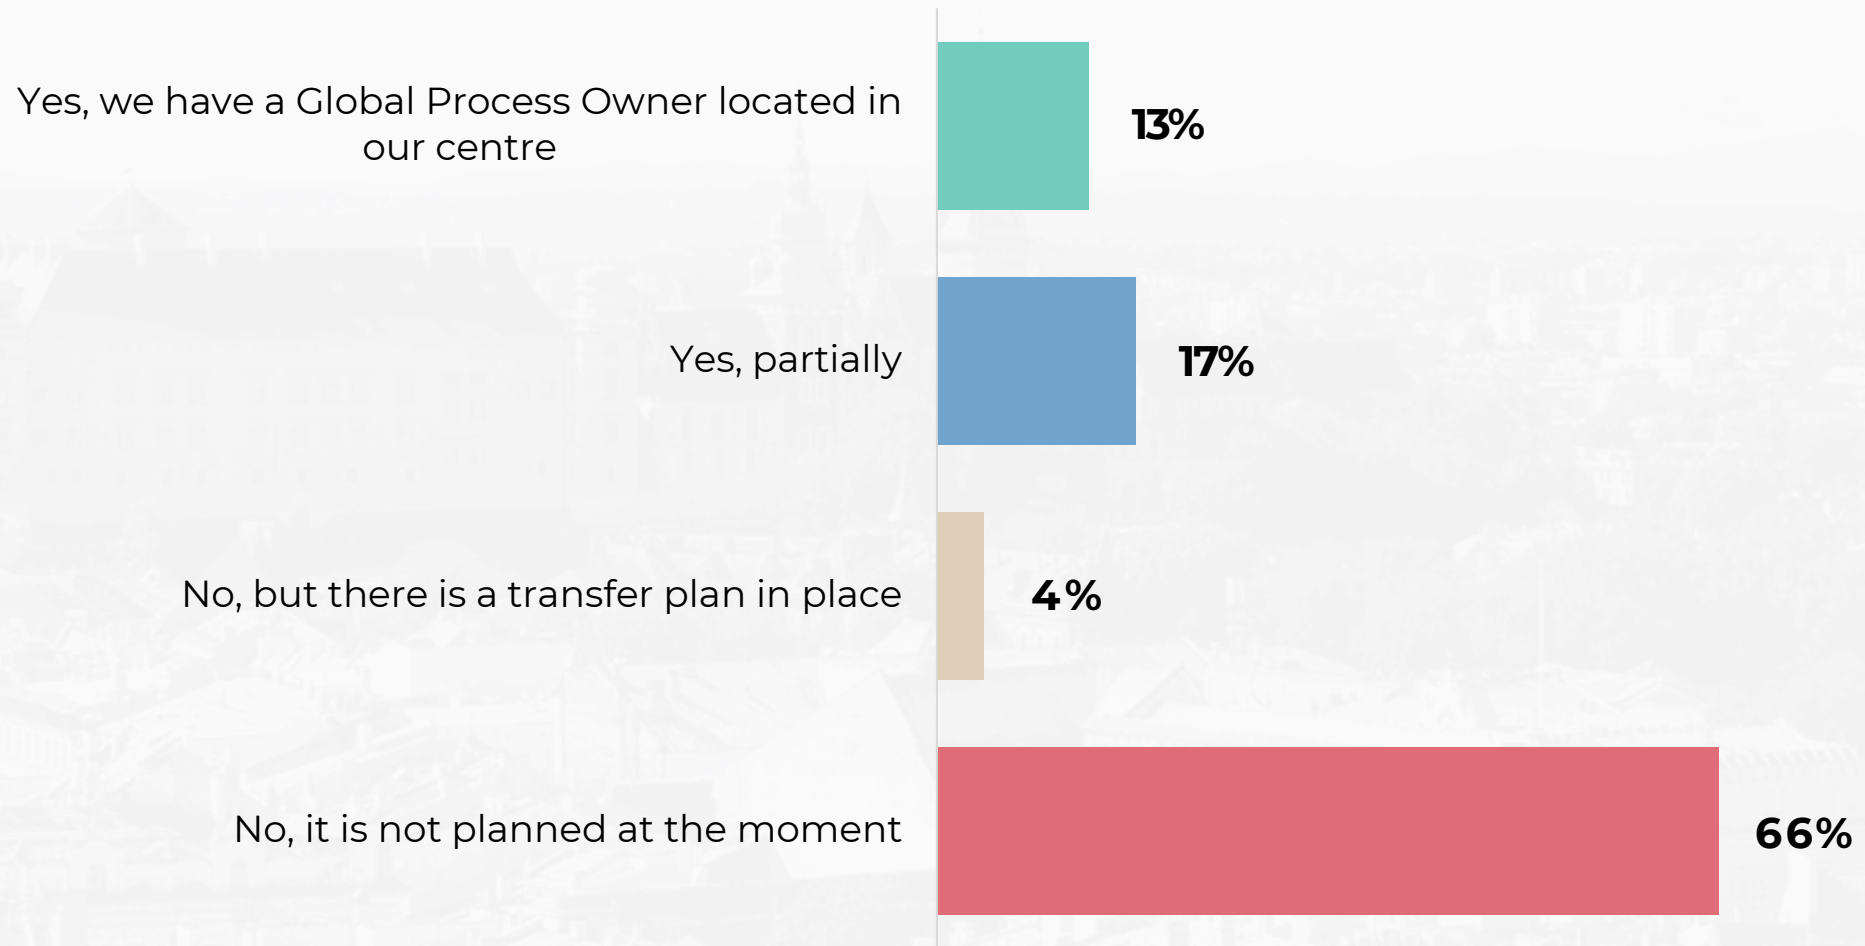 Yes, we have a Global Process Owner located in
our centre
13%
Yes, partially
17%
No, but there is a transfer plan in place
4%
No, it is not planned at the moment
66%